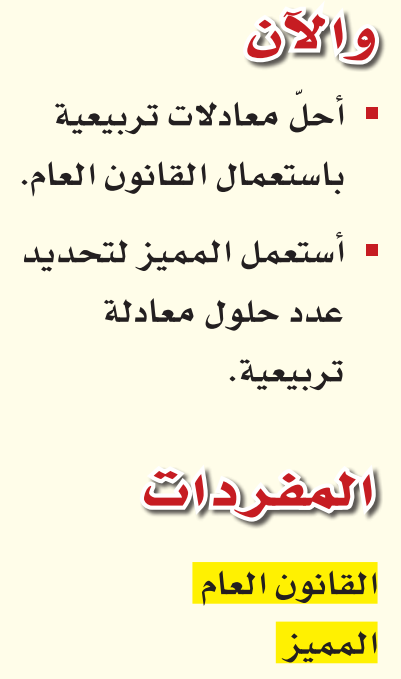 والآن
▪ أحلّ معادلات تربيعية
باستعمال القانون العام.
▪ أستعمل المميز لتحديد
عدد حلول معادلة
تربيعية.
المفردات
القانون العام
المميز